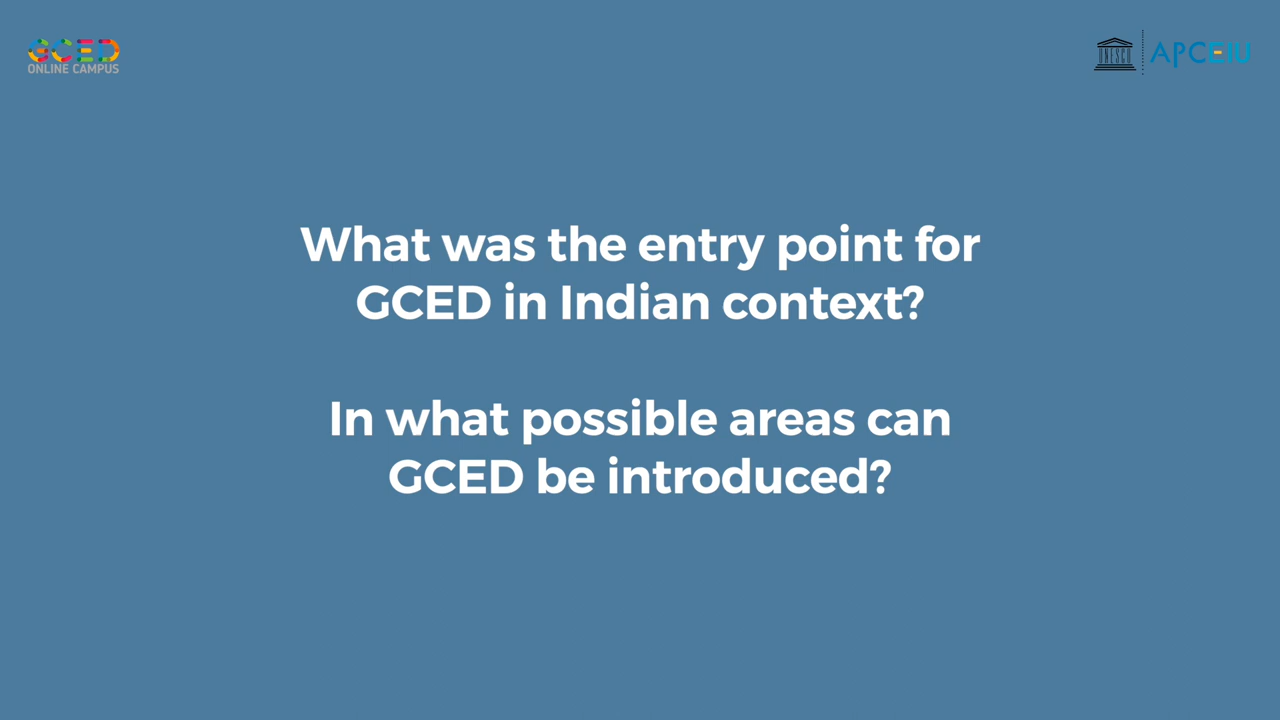 GCED
ONLINE CAMPUS
UNESCO
APCEIU
What was the entry point for
GCED in Indian context?
In what possible areas can
GCED be introduced?